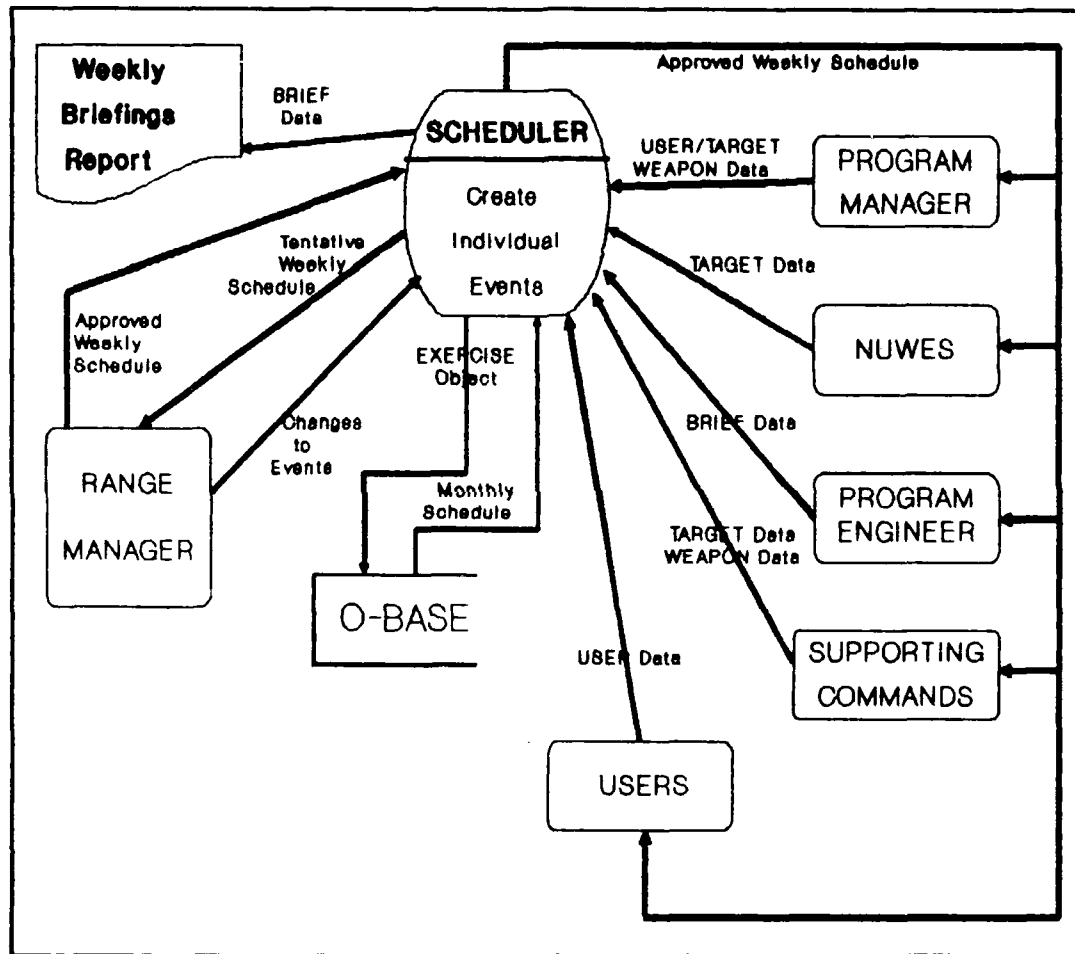 Weekly
Briefings
Report
BRIEF
Data
Approved Weekly Schedule
SCHEDULER
Create
Individual
Events
USER/TARGET
WEAPON Data
PROGRAM
MANAGER
Tentative
Weekly
Schedule
TARGET Data
NUWES
Approved
Weekly
Schedule
EXERCISE
Object
Changes
to
Events
BRIEF Data
RANGE
MANAGER
Monthly
Schedule
PROGRAM
ENGINEER
TARGET Data
WEAPON Data
O-BASE
USER Data
SUPPORTING
COMMANDS
USERS